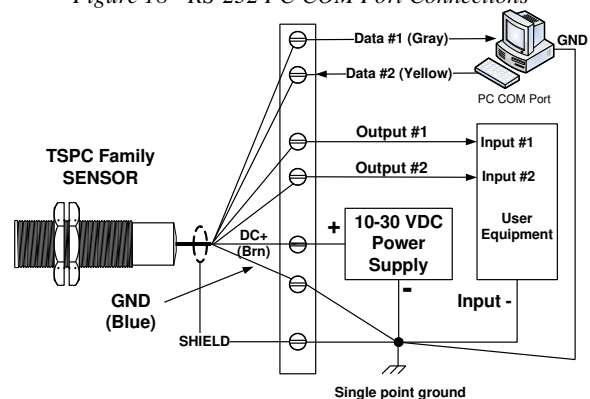 Figure 18 RS-232 PC COM Port Connections
Data #1 (Gray)
GND
Data #2 (Yellow)
PC COM Port
Output #1
Input #1
TSPC Family
SENSOR
Output #2
Input #2
DC+
(Brn)
+
10-30 VDC
Power
Supply
User
Equipment
-
GND
(Blue)
Input -
SHIELD
Single point ground